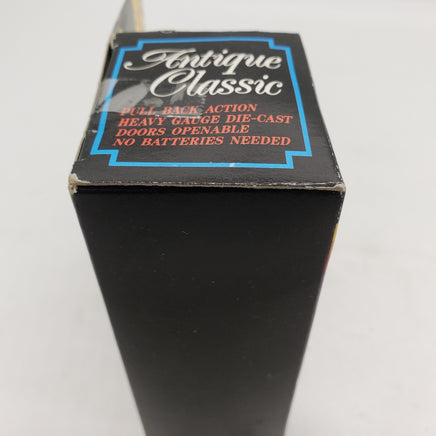 Antique
Classic
PULL BACK ACTION
HEAVY GAUGE DIE-CAST
DOORS OPENABLE
NO BATTERIES NEEDED